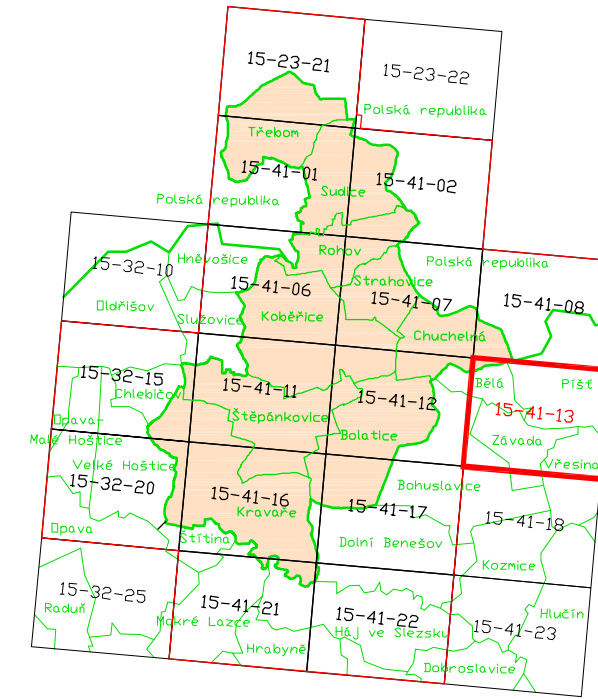 15-23-21
15-23-22
Polská republika
Třebom
15-41-01
15-41-02
Sudice
Polská republika
Rohov
Hněvošice
Polská republika
15-32-10
15-41-06
Strahovice
15-41-07
15-41-08
Oldřišov
Služovice
Kobeřice
Chuchelná
15-32-15
Chlebičov
15-41-11
15-41-12
Bělá
Píšť
15-41-13
Opava-
Malé Hoštice
Štěpánkovice
Bolatice
Závada
Velké Hoštice
Vřesina
15-32-20
15-41-16
Bohuslavice
Kravaře
15-41-17
15-41-18
Opava
Štítina
Dolní Benešov
Kozmice
15-32-25
Raduň
15-41-21
15-41-22
Hlučín
Mokré Lazce
Háj ve Slezsku
15-41-23
Hrabyně
Dobroslavice